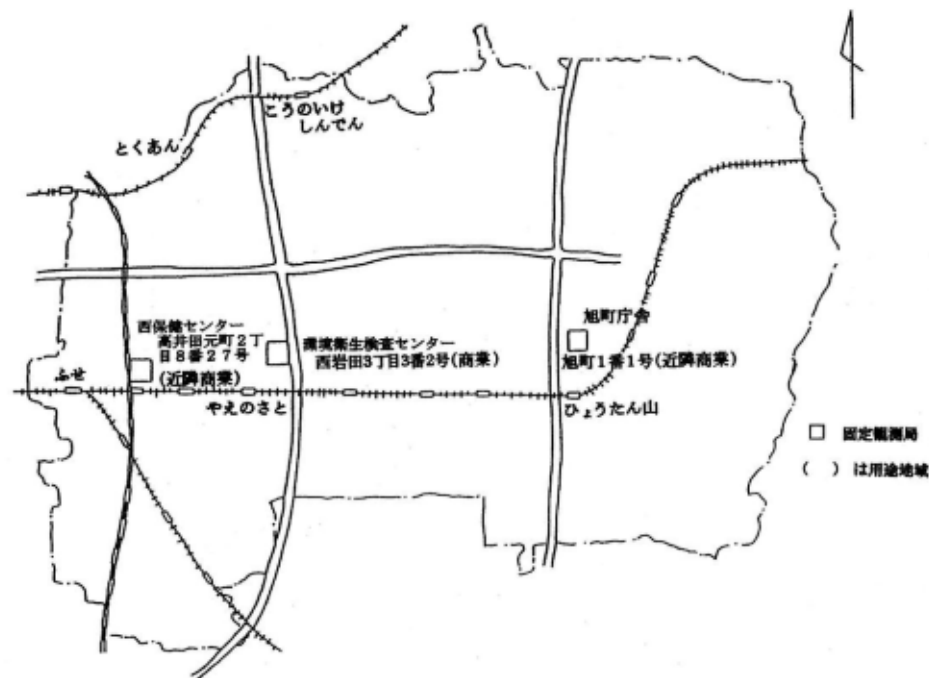 こうのいけ
しんでん
とくあん
西保健センター
高井田元町2丁
目8番27号
(近隣商業)
環境衛生検査センター
西岩田3丁目3番2号(商業)
旭町庁舎
旭町1番1号(近隣商業)
ふせ
やえのさと
ひょうたん山
固定観測局
( )は用途地域